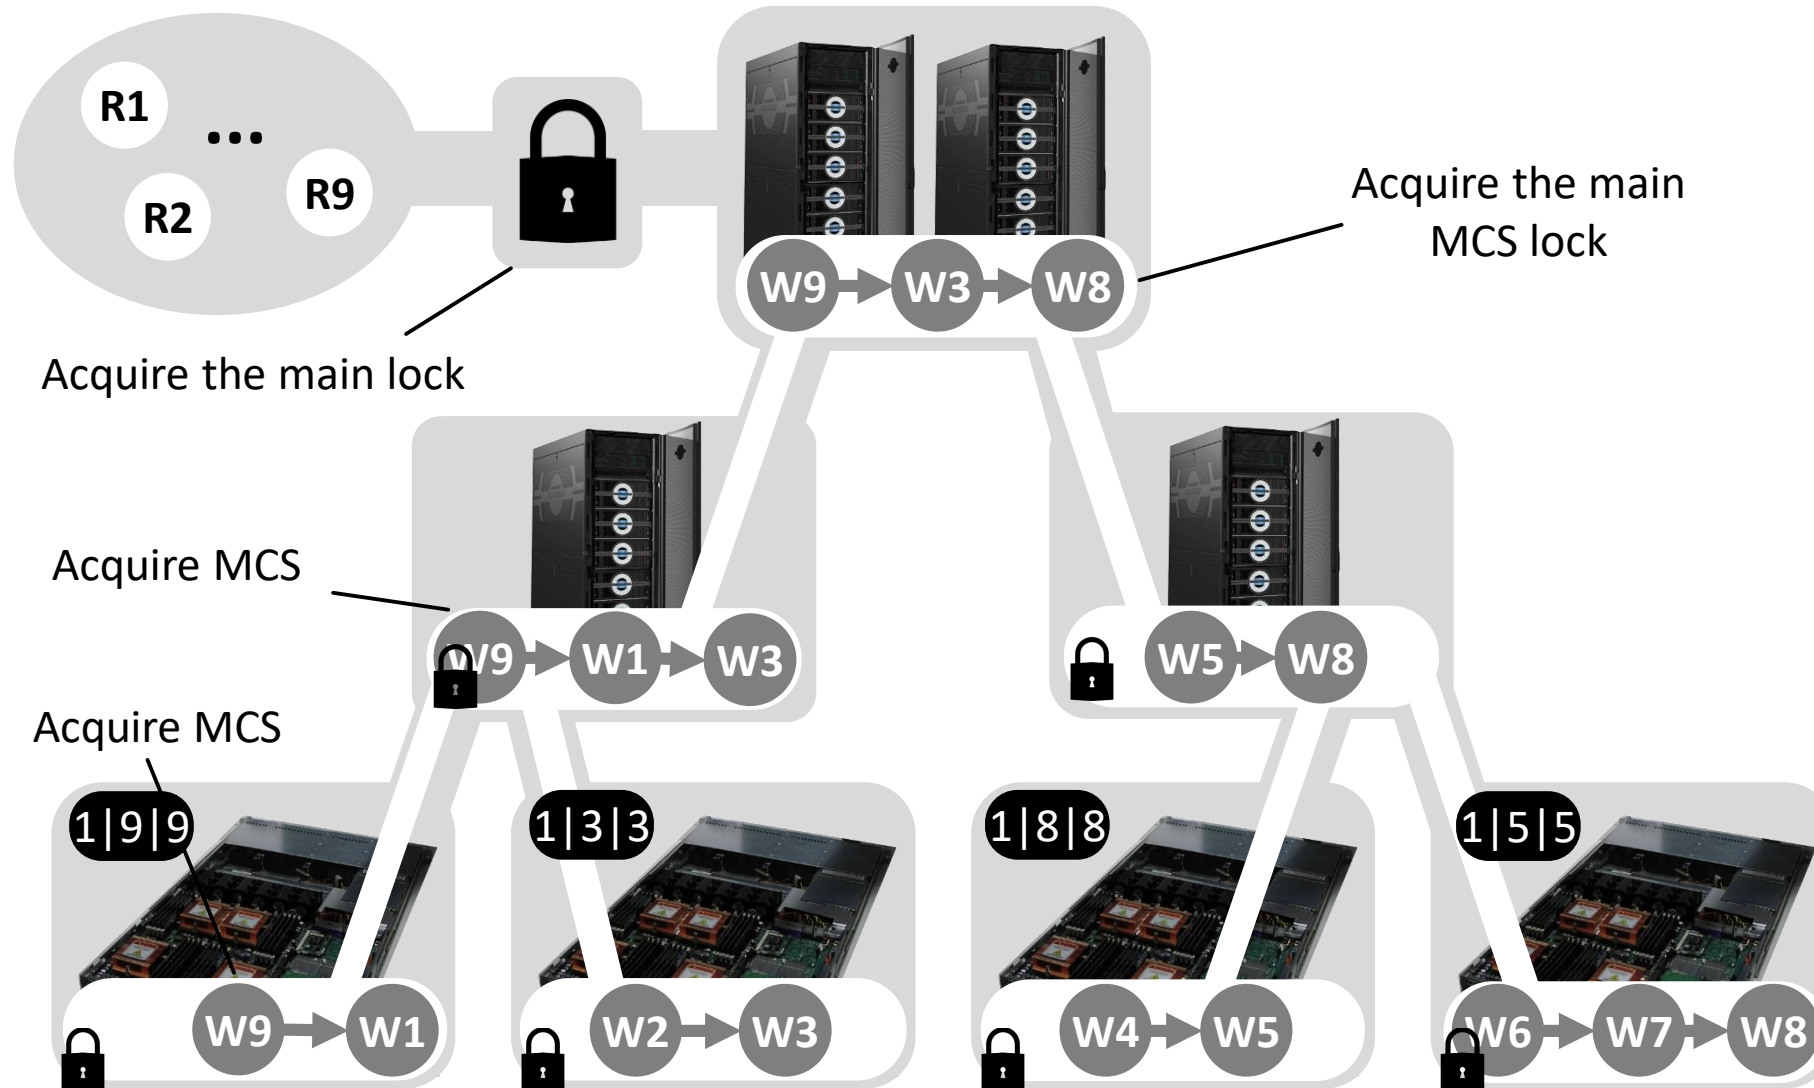 R1
...
R2
R9
Acquire the main
MCS lock
W9 W3 W8
Acquire the main lock
Acquire MCS
W9 W1 W3
W5 W8
Acquire MCS
1|9|9
1|3|3
1|8|8
1|5|5
W9 W1
W2 W3
W4 W5
W6 W7 W8